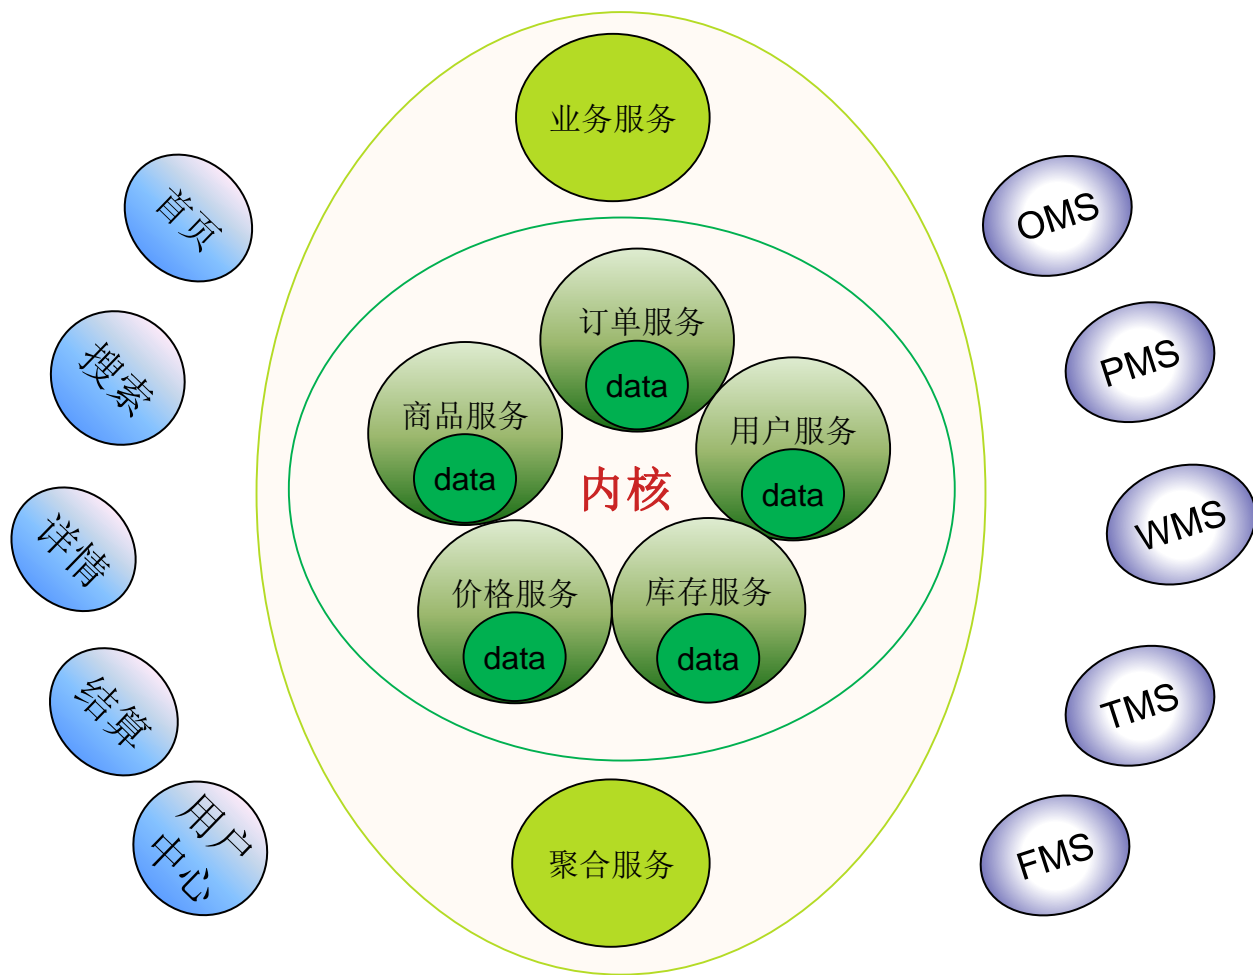 业务服务
首页
搜索
详情
结算
用户
中心
订单服务
data
商品服务
data
用户服务
data
内核
价格服务
data
库存服务
data
聚合服务
OMS
PMS
WMS
TMS
FMS